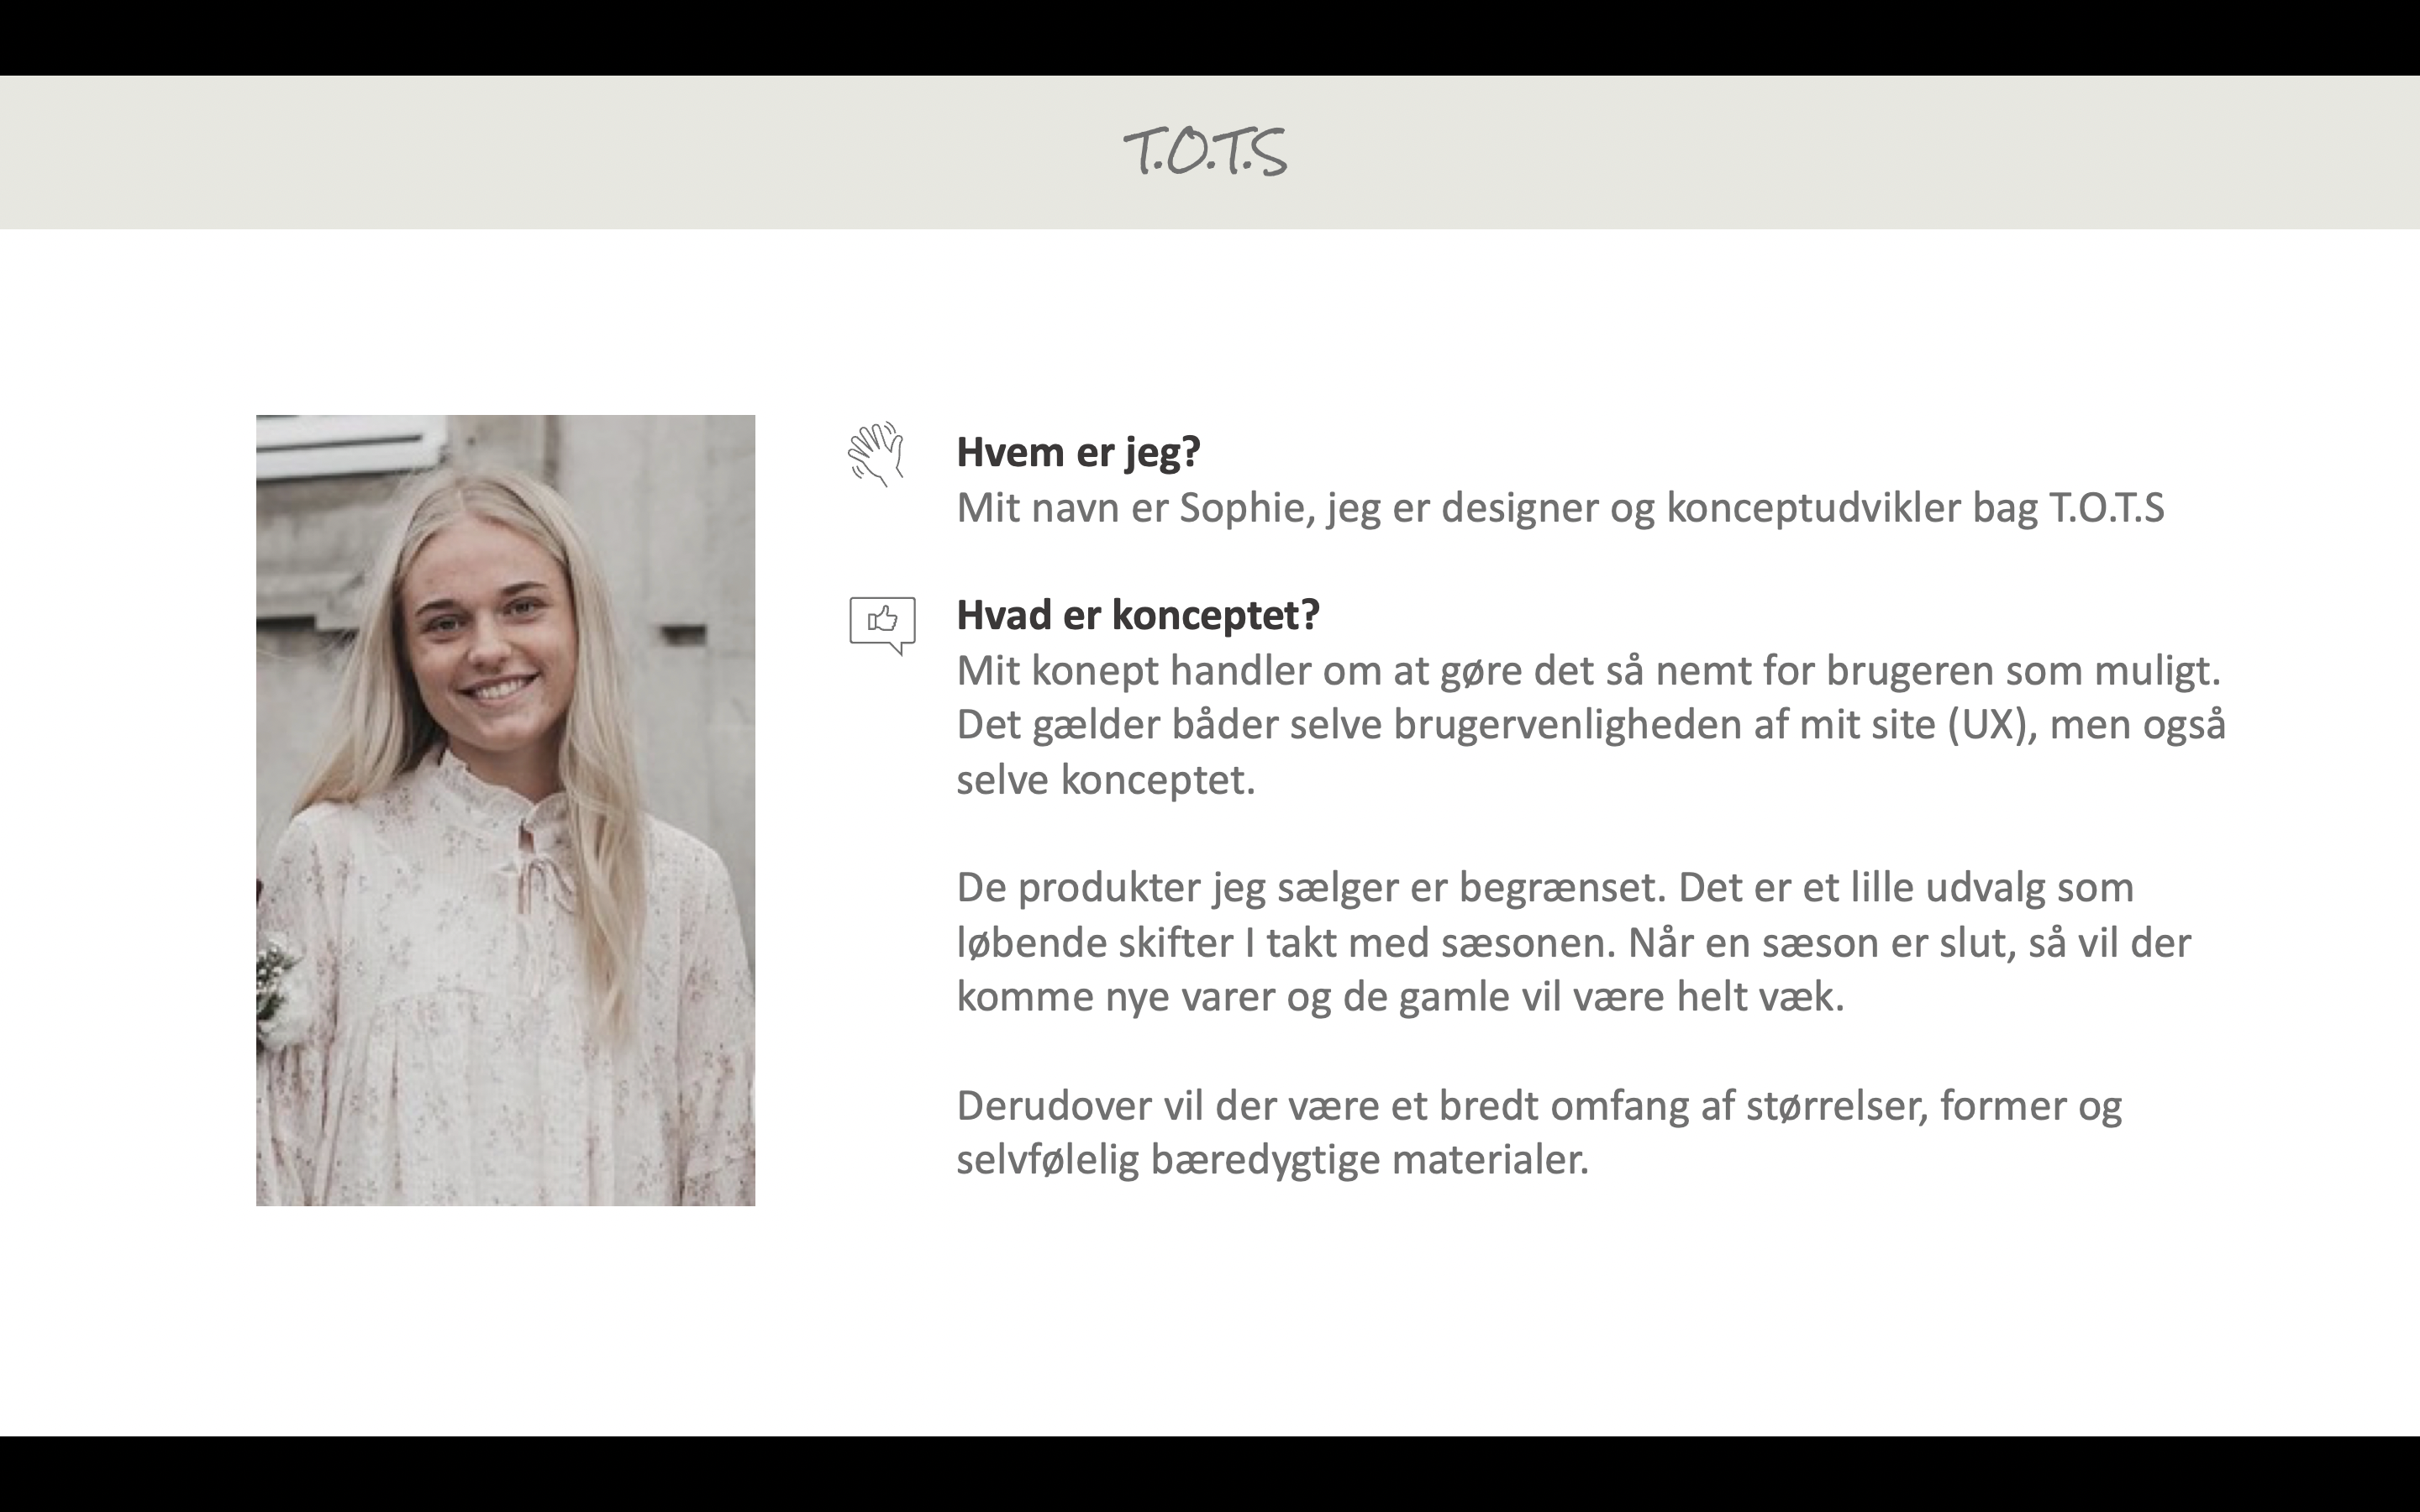 T.O.T.S
Hvem er jeg?
Mit navn er Sophie, jeg er designer og konceptudvikler bag T.O.T.S
Hvad er konceptet?
Mit konept handler om at gøre det så nemt for brugeren som muligt.
Det gælder båder selve brugervenligheden af mit site (UX), men også
selve konceptet.
De produkter jeg sælger er begrænset. Det er et lille udvalg som
løbende skifter I takt med sæsonen. Når en sæson er slut, så vil der
komme nye varer og de gamle vil være helt væk.
Derudover vil der være et bredt omfang af størrelser, former og
selvfølelig bæredygtige materialer.